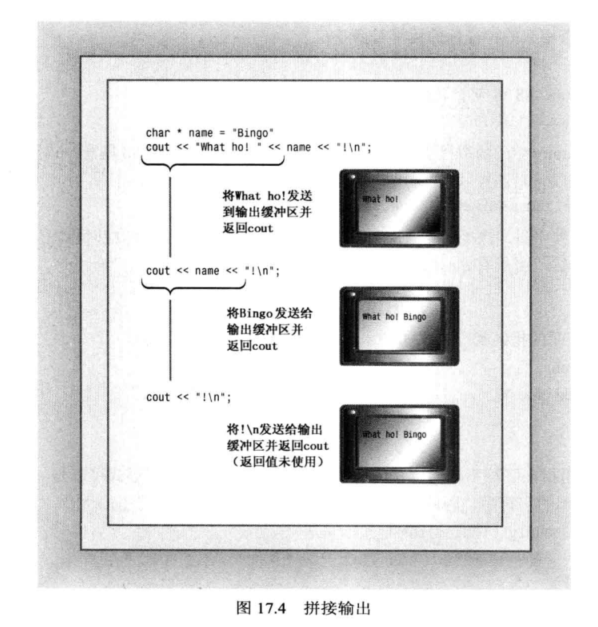 char * name = "Bingo"
cout << "What ho! " << name << "!\n";
将What ho!发送
到输出缓冲区并
返回cout
What ho!
cout << name << "!\n";
将Bingo发送给
输出缓冲区并
返回cout
What ho! Bingo
cout << "!\n";
将!\n发送给输出
缓冲区并返回cout
（返回值未使用）
What ho! Bingo
图 17.4 拼接输出